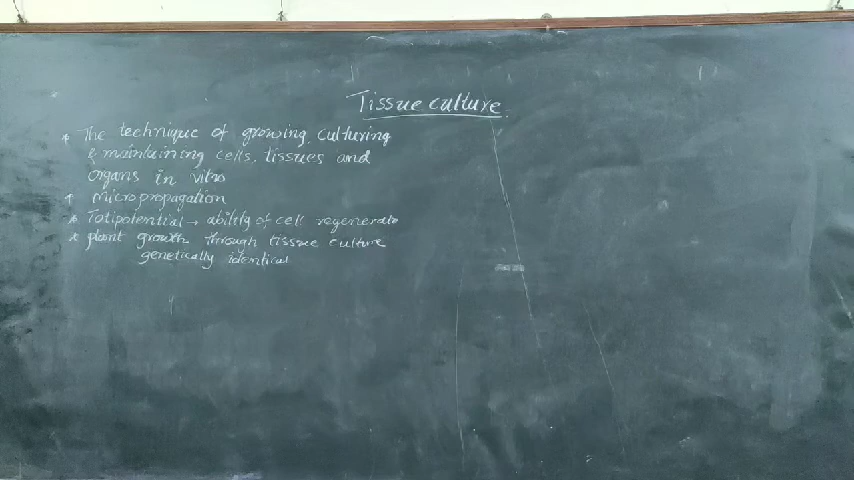 Tissue culture.
* The technique of growing, culturing
& maintaining cells, tissues and
organs in vitro
* micropropagation
* Totipotential → ability of cell regenerate
* plant growth through tissue culture
genetically identical